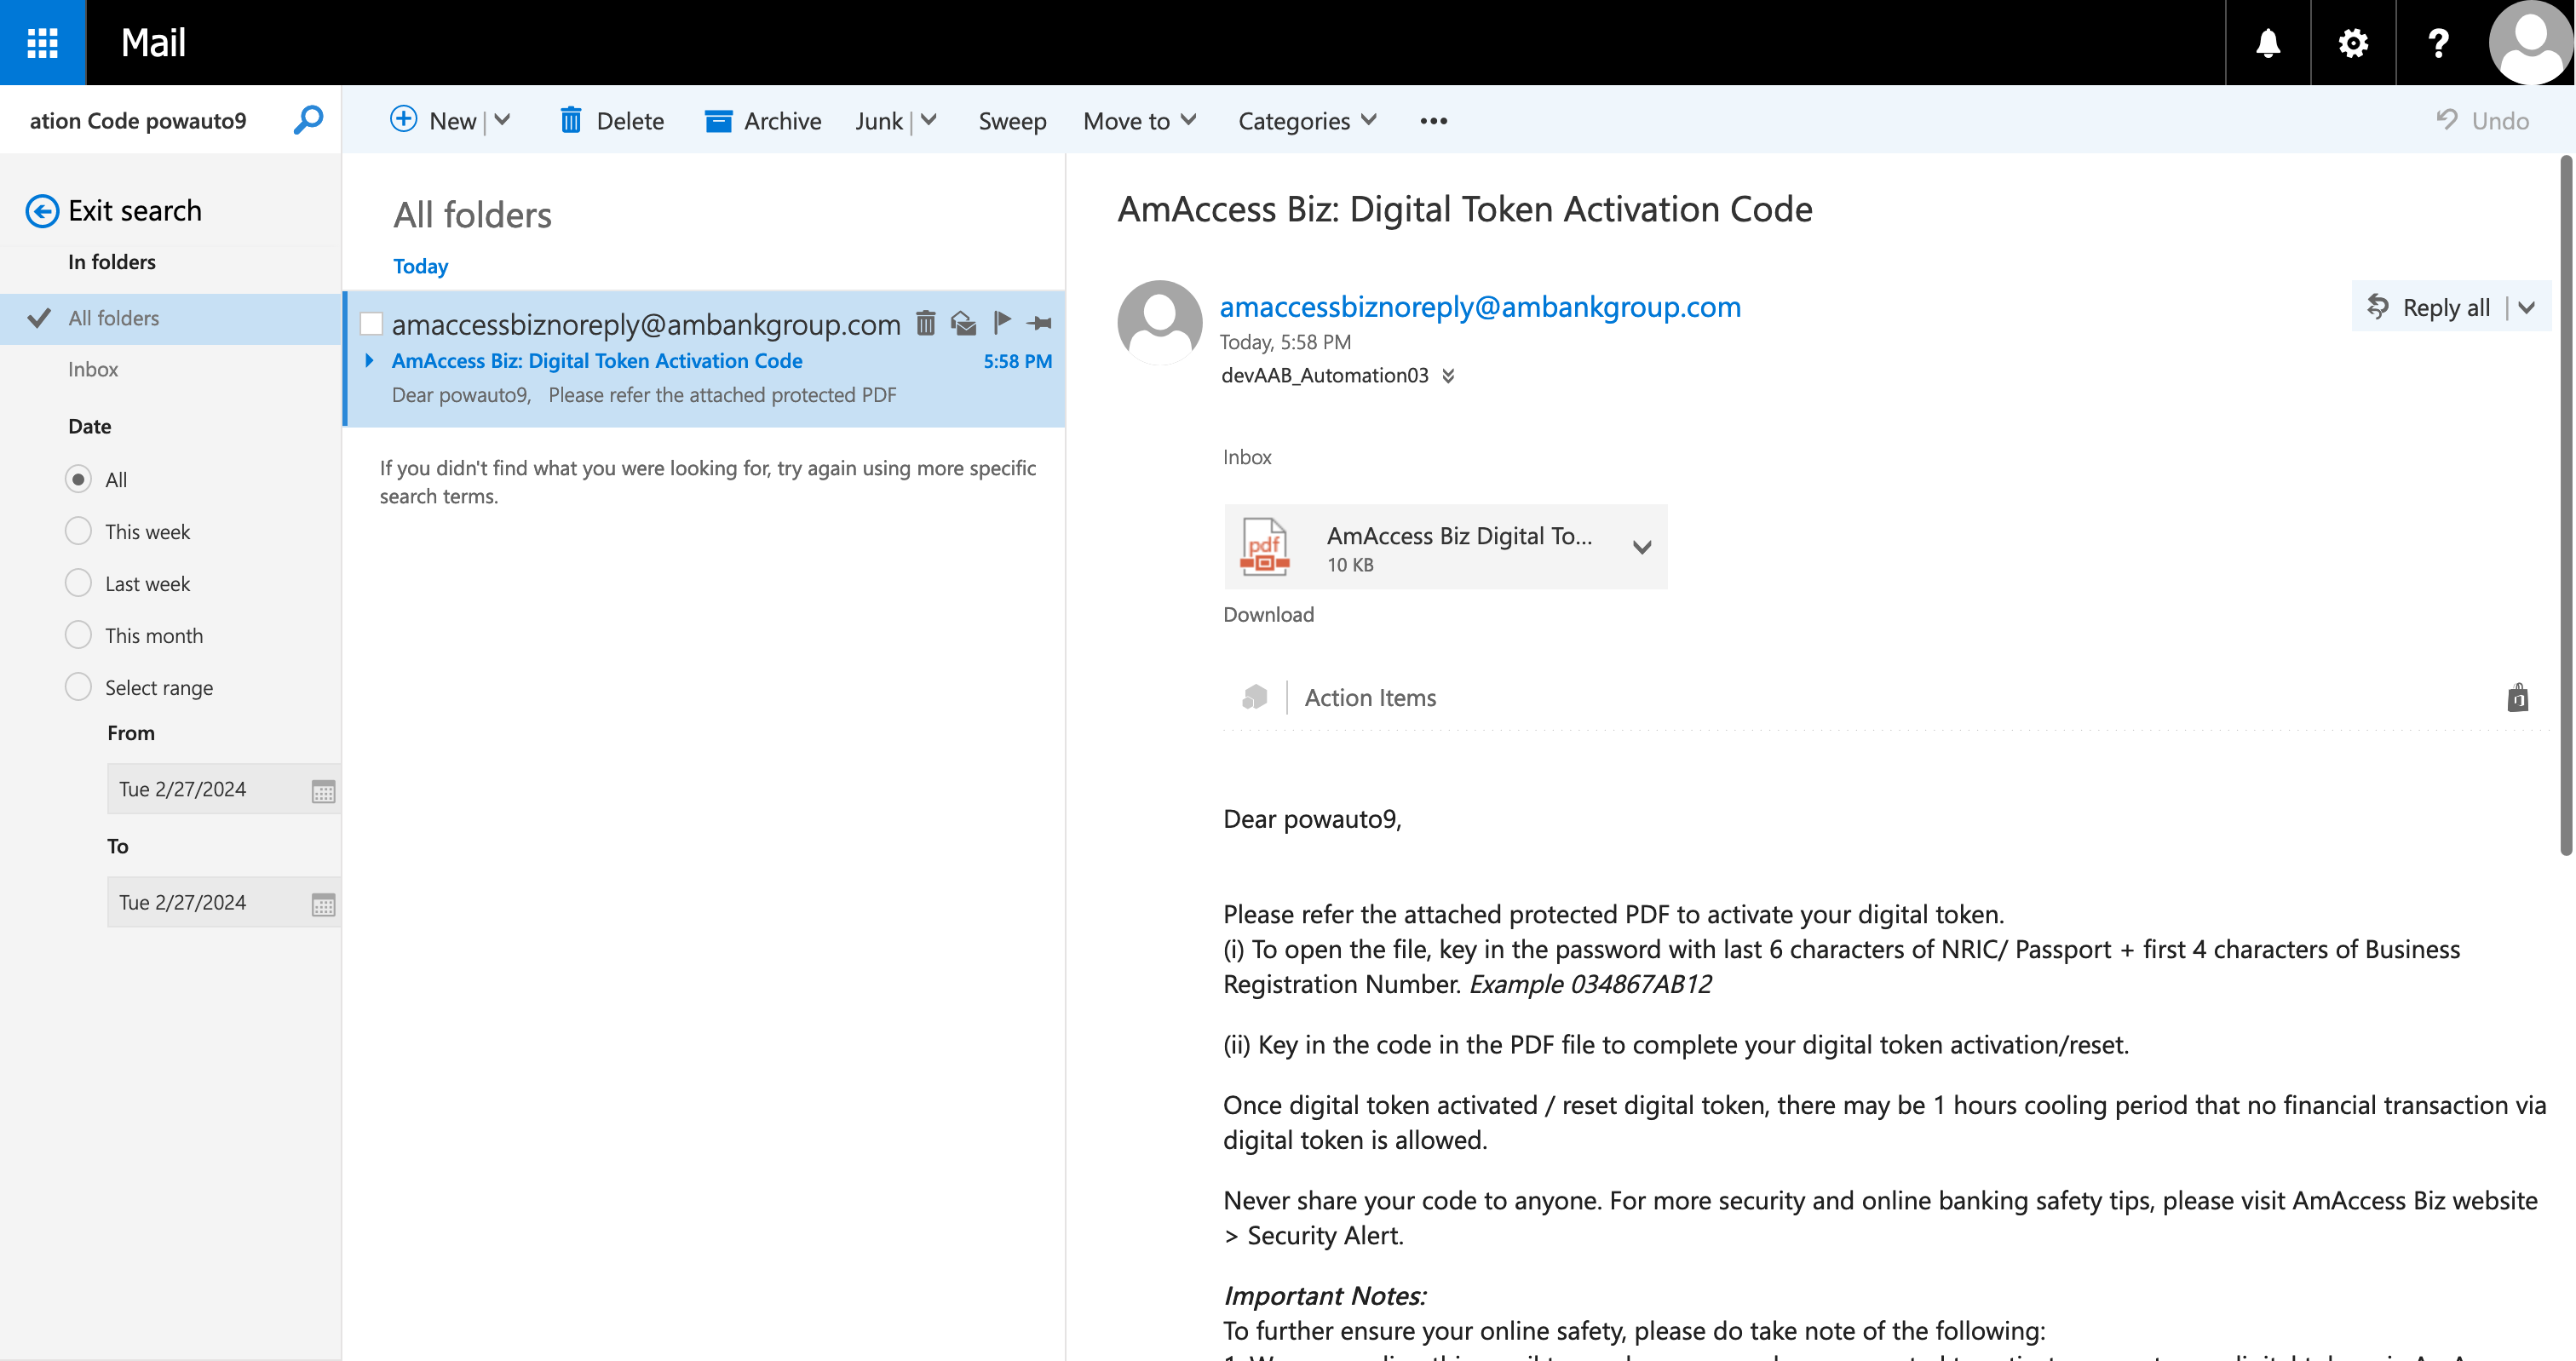 Mail
ation Code powauto9
New
Delete
Archive
Junk
Sweep
Move to
Categories
Undo
Exit search
In folders
All folders
Inbox
Date
All
This week
Last week
This month
Select range
From
Tue 2/27/2024
To
Tue 2/27/2024
All folders
Today
amaccessbiznoreply@ambankgroup.com
AmAccess Biz: Digital Token Activation Code 5:58 PM
Dear powauto9, Please refer the attached protected PDF
If you didn't find what you were looking for, try again using more specific
search terms.
AmAccess Biz: Digital Token Activation Code
amaccessbiznoreply@ambankgroup.com
Reply all
Today, 5:58 PM
devAAB_Automation03
Inbox
pdf
AmAccess Biz Digital To...
10 KB
Download
Action Items
Dear powauto9,
Please refer the attached protected PDF to activate your digital token.
(i) To open the file, key in the password with last 6 characters of NRIC/ Passport + first 4 characters of Business
Registration Number. Example 034867AB12
(ii) Key in the code in the PDF file to complete your digital token activation/reset.
Once digital token activated / reset digital token, there may be 1 hours cooling period that no financial transaction via
digital token is allowed.
Never share your code to anyone. For more security and online banking safety tips, please visit AmAccess Biz website
> Security Alert.
Important Notes:
To further ensure your online safety, please do take note of the following: